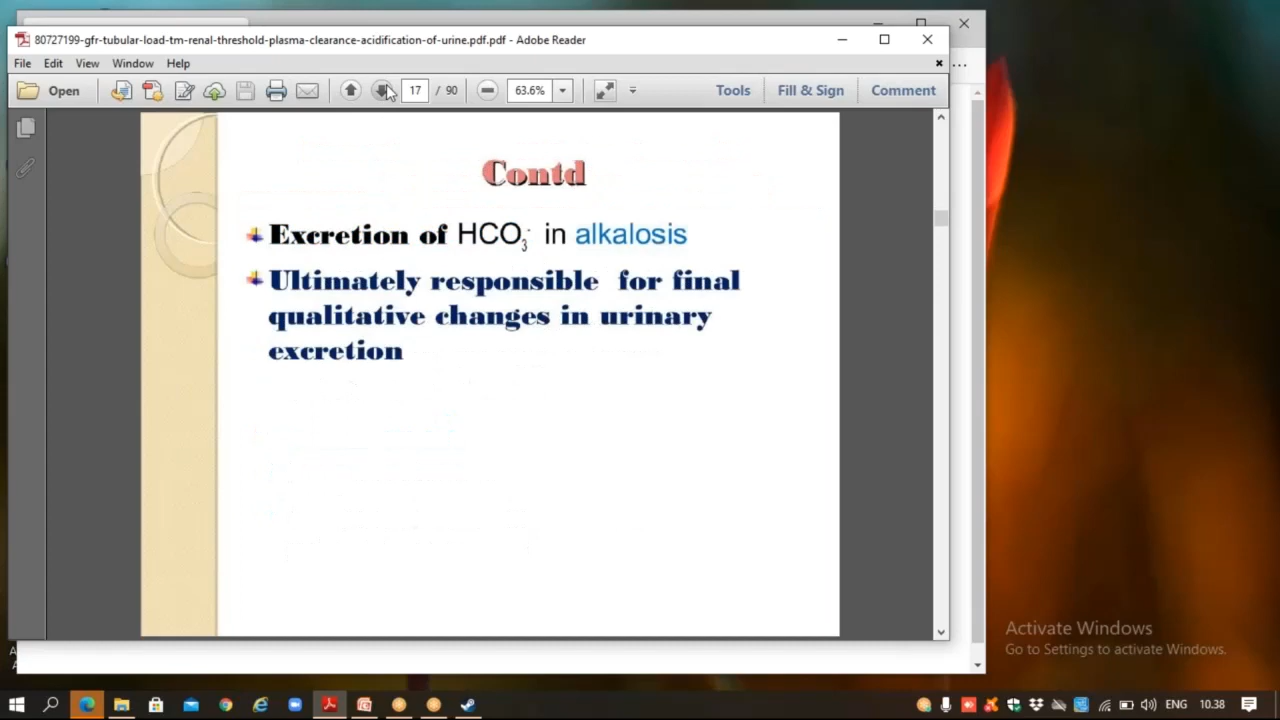 80727199-gfr-tubular-load-tm-renal-threshold-plasma-clearance-acidification-of-urine.pdf.pdf - Adobe Reader
File Edit View Window Help
Open 17 / 90 63.6% Tools Fill & Sign Comment
Contd
Excretion of HCO3- in alkalosis
Ultimately responsible for final
qualitative changes in urinary
excretion
Activate Windows
Go to Settings to activate Windows.
ENG 10.38